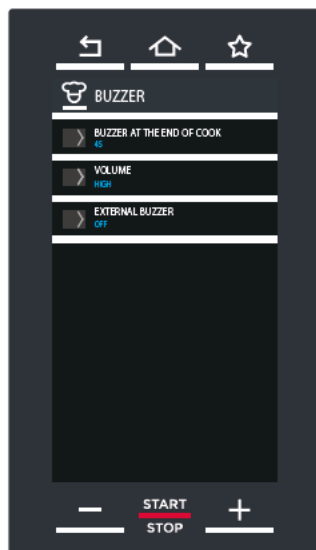 BUZZER
BUZZER AT THE END OF COOK
45
VOLUME
HIGH
EXTERNAL BUZZER
OFF
START
STOP